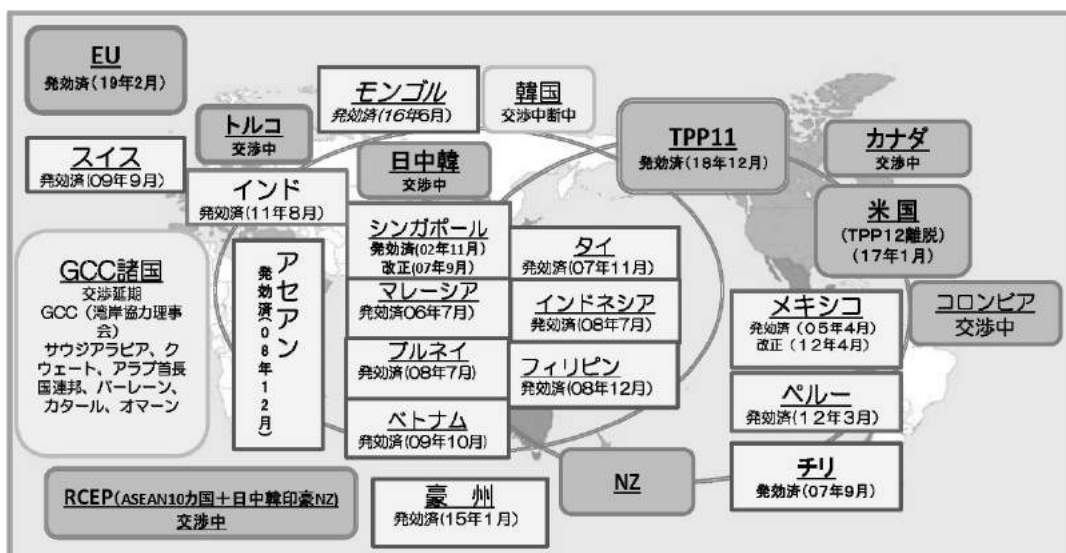 EU
発効済(19年2月)
モンゴル
発効済(16年6月)
韓国
交渉中断中
トルコ
交渉中
TPP11
発効済(18年12月)
カナダ
交渉中
スイス
発効済(09年9月)
日中韓
交渉中
インド
発効済(11年8月)
米国
(TPP12離脱)
(17年1月)
シンガポール
発効済(02年11月)
改正(07年9月)
タイ
発効済(07年11月)
GCC諸国
交渉延期
GCC（湾岸協力理事
会）
サウジアラビア、ク
ウェート、アラブ首長
国連邦、バーレーン、
カタール、オマーン
アセアン
発効済(08年12月)
マレーシア
発効済06年7月)
インドネシア
発効済(08年7月)
メキシコ
発効済（05年4月）
改正（12年4月）
コロンビア
交渉中
ブルネイ
発効済(08年7月)
フィリピン
発効済(08年12月)
ペルー
発効済(12年3月)
ベトナム
発効済(09年10月)
NZ
チリ
発効済(07年9月)
RCEP(ASEAN10カ国＋日中韓印豪NZ)
交渉中
豪 州
発効済(15年1月)